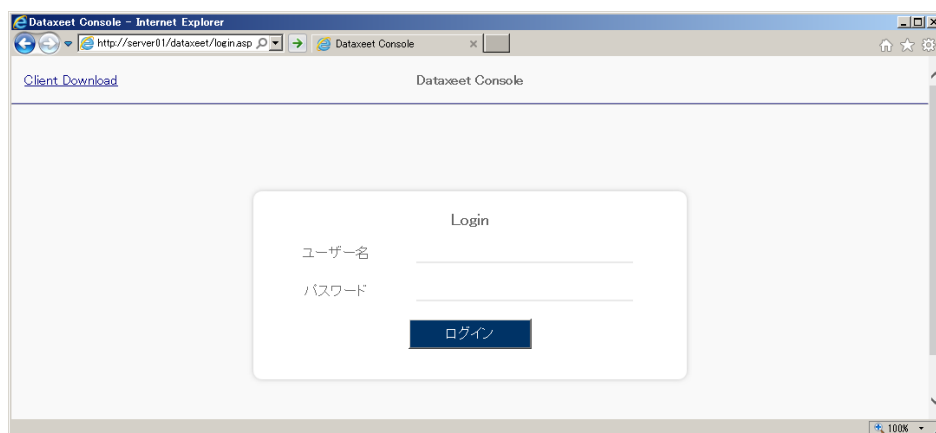 Dataxeet Console - Internet Explorer
http://server01/dataxeet/login.asp
Dataxeet Console
Client Download
Dataxeet Console
Login
ユーザー名
パスワード
ログイン
100%